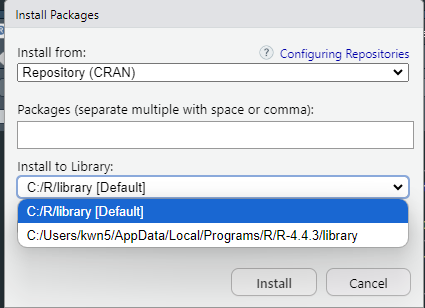 Install Packages
Install from:
? Configuring Repositories
Repository (CRAN)
Packages (separate multiple with space or comma):
Install to Library:
C:/R/library [Default]
C:/R/library [Default]
C:/Users/kwn5/AppData/Local/Programs/R/R-4.4.3/library
Install
Cancel